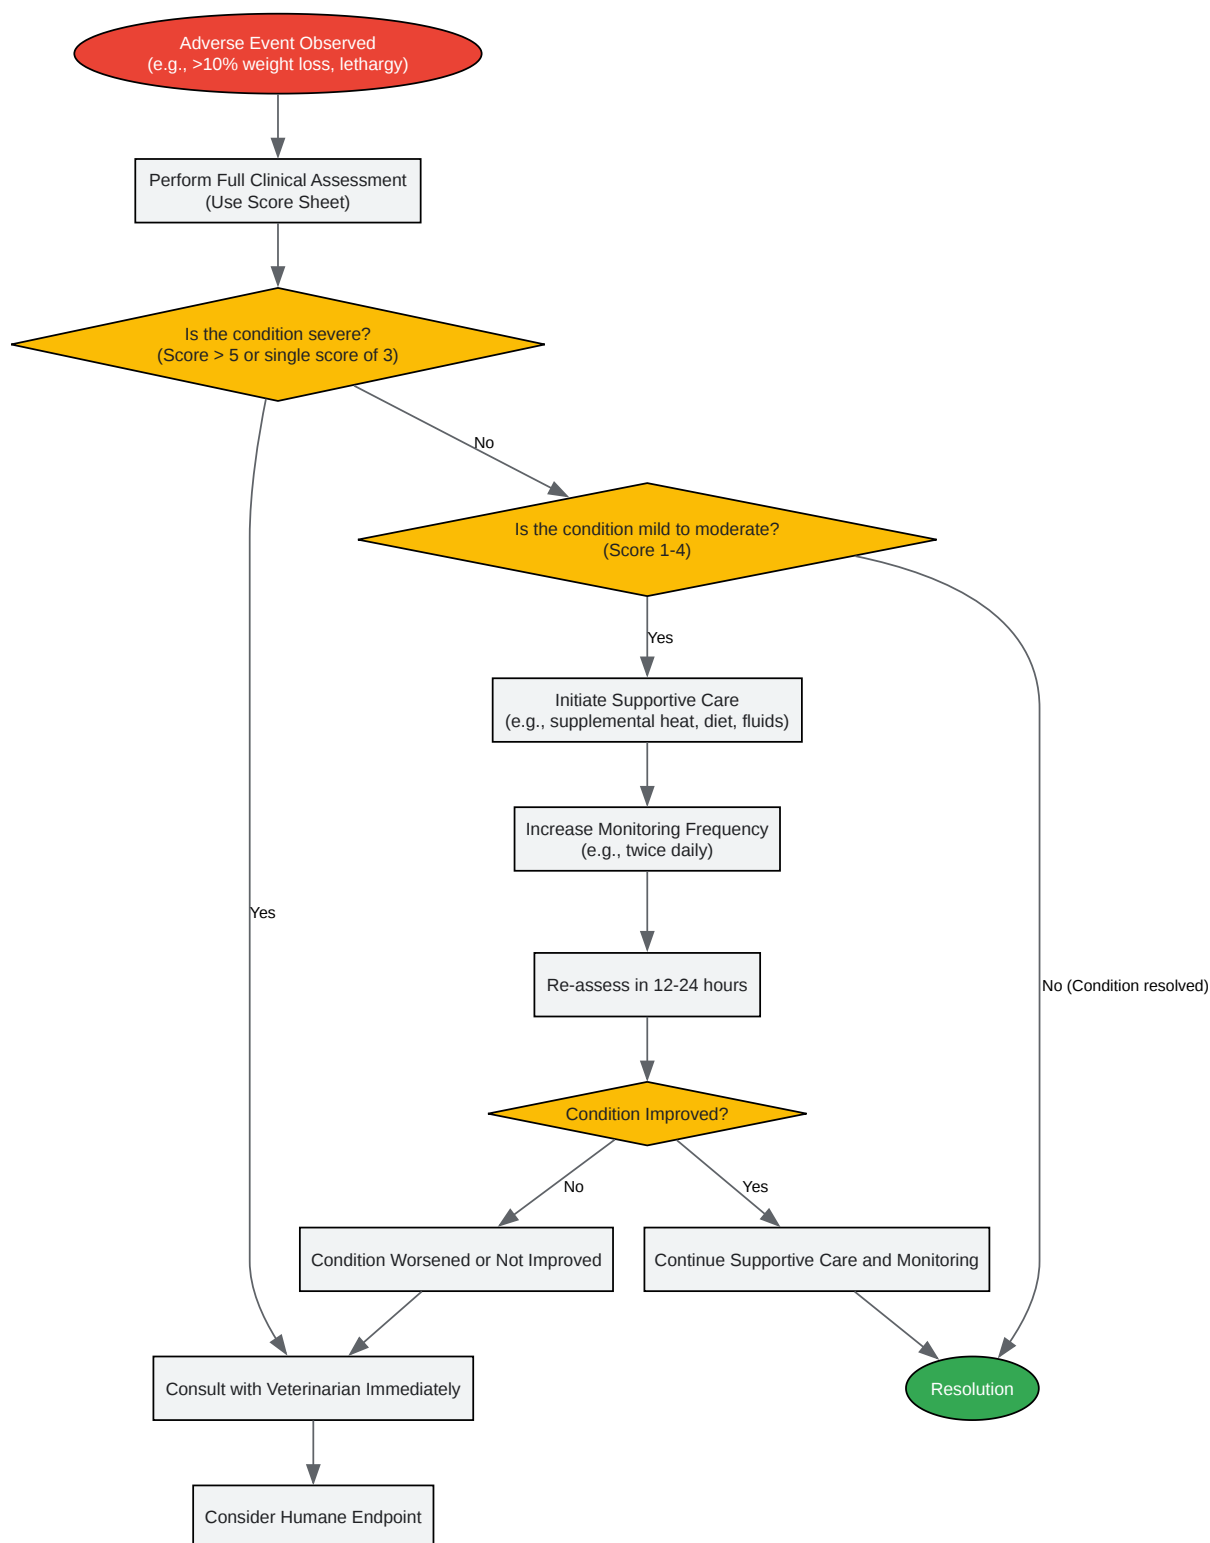 Adverse Event Observed
(e.g., >10% weight loss, lethargy)
Perform Full Clinical Assessment
(Use Score Sheet)
Is the condition severe?
(Score > 5 or single score of 3)
No
Is the condition mild to moderate?
(Score 1-4)
Yes
Initiate Supportive Care
(e.g., supplemental heat, diet, fluids)
Increase Monitoring Frequency
(e.g., twice daily)
Yes
Re-assess in 12-24 hours
No (Condition resolved)
Condition Improved?
No
Yes
Condition Worsened or Not Improved
Continue Supportive Care and Monitoring
Consult with Veterinarian Immediately
Resolution
Consider Humane Endpoint